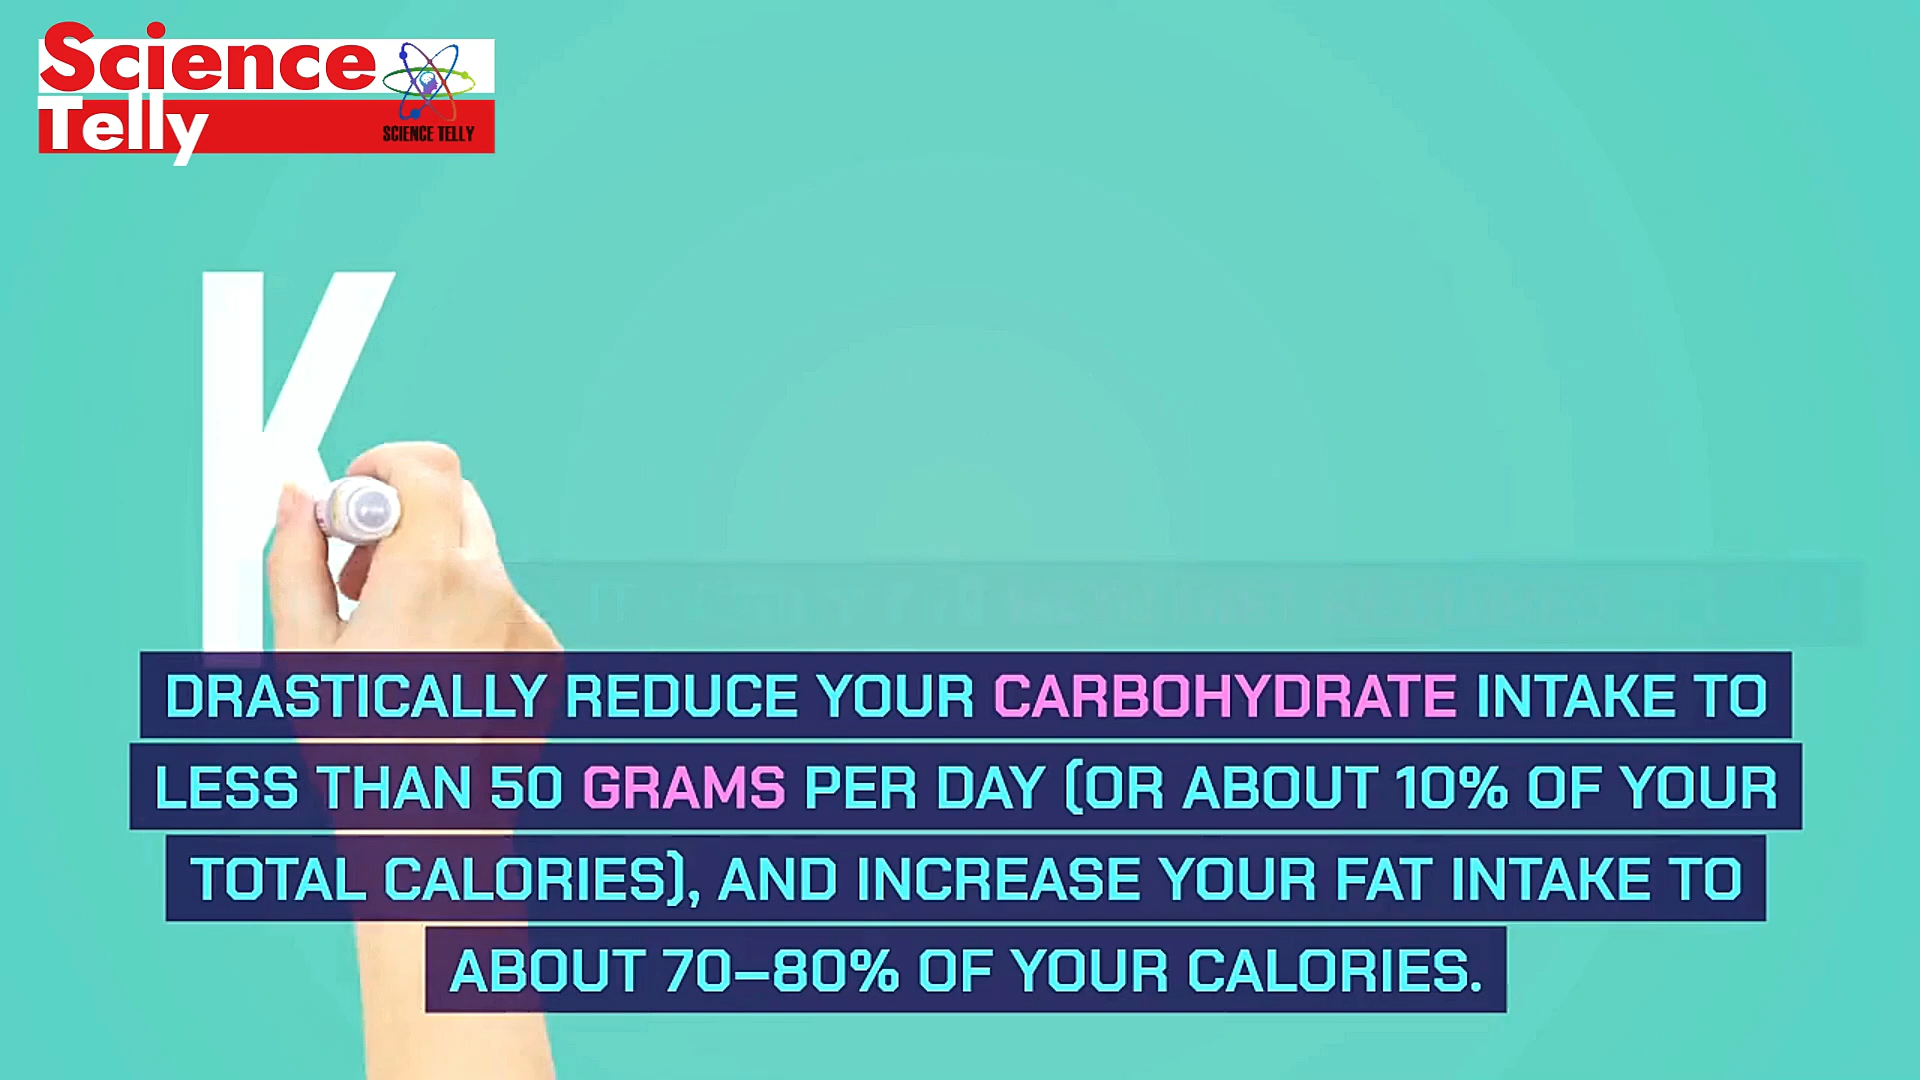 Science
Telly
SCIENCE TELLY
K
DRASTICALLY REDUCE YOUR CARBOHYDRATE INTAKE TO
LESS THAN 50 GRAMS PER DAY (OR ABOUT 10% OF YOUR
TOTAL CALORIES), AND INCREASE YOUR FAT INTAKE TO
ABOUT 70–80% OF YOUR CALORIES.